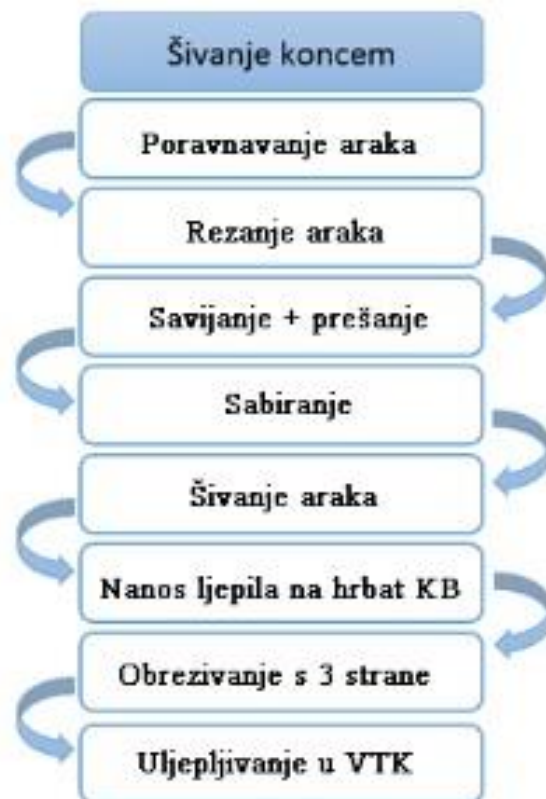 Šivanje koncem
Poravnavanje araka
Rezanje araka
Savijanje + prešanje
Sabiranje
Šivanje araka
Nanos ljepila na hrbat KB
Obrezivanje s 3 strane
Uljepljivanje u VTK